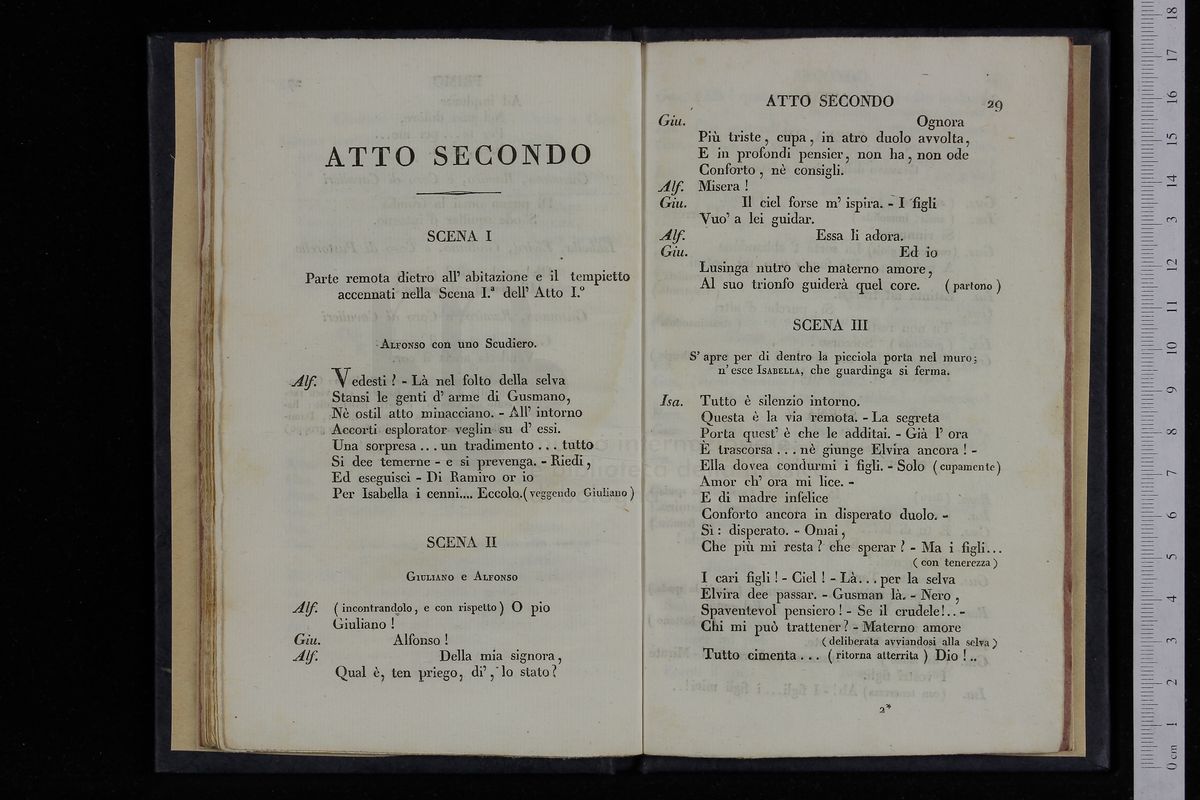 ATTO SECONDO
SCENA I
Parte remota dietro all' abitazione e il tempietto
accennati nella Scena I.ª dell' Atto I.º
ALFONSO con uno Scudiero.
Alf. Vedesti? - Là nel folto della selva
Stansi le genti d' arme di Gusmano,
Nè ostil atto minacciano. - All' intorno
Accorti esplorator veglin su d' essi.
Una sorpresa ... un tradimento ... tutto
Si dee temerne - e si prevenga. - Riedi,
Ed eseguisci - Di Ramiro or io
Per Isabella i cenni.... Eccolo. (veggendo Giuliano)
SCENA II
GIULIANO e ALFONSO
Alf. (incontrandolo, e con rispetto) O pio
Giuliano!
Giu. Alfonso!
Alf. Della mia signora,
Qual è, ten priego, di', lo stato?
ATTO SECONDO 29
Giu. Ognora
Più triste, cupa, in atro duolo avvolta,
E in profondi pensier, non ha, non ode
Conforto, nè consigli.
Alf. Misera!
Giu. Il ciel forse m' ispira. - I figli
Vuo' a lei guidar.
Alf. Essa li adora.
Giu. Ed io
Lusinga nutro che materno amore,
Al suo trionfo guiderà quel core. (partono)
SCENA III
S' apre per di dentro la picciola porta nel muro;
n' esce ISABELLA, che guardinga si ferma.
Isa. Tutto è silenzio intorno.
Questa è la via remota. - La segreta
Porta quest' è che le additai. - Già l' ora
È trascorsa ... nè giunge Elvira ancora! -
Ella dovea condurmi i figli. - Solo (cupamente)
Amor ch' ora mi lice. -
E di madre infelice
Conforto ancora in disperato duolo. -
Sì: disperato. - Omai,
Che più mi resta? che sperar? - Ma i figli...
(con tenerezza)
I cari figli! - Ciel! - Là... per la selva
Elvira dee passar. - Gusman là. - Nero,
Spaventevol pensiero! - Se il crudele!.. -
Chi mi può trattener? - Materno amore
(deliberata avviandosi alla selva)
Tutto cimenta ... (ritorna atterrita) Dio!..
2*